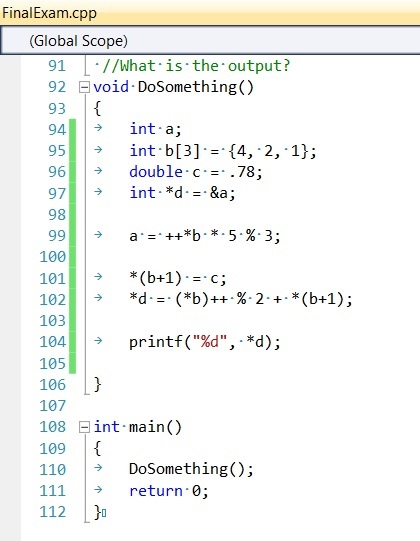 FinalExam.cpp
(Global Scope)
91 //What is the output?
92 void DoSomething()
93 {
94 int a;
95 int b[3] = {4, 2, 1};
96 double c = .78;
97 int *d = &a;
98
99 a = ++*b * 5 % 3;
100
101 *(b+1) = c;
102 *d = (*b)++ % 2 + *(b+1);
103
104 printf("%d", *d);
105
106 }
107
108 int main()
109 {
110 DoSomething();
111 return 0;
112 }